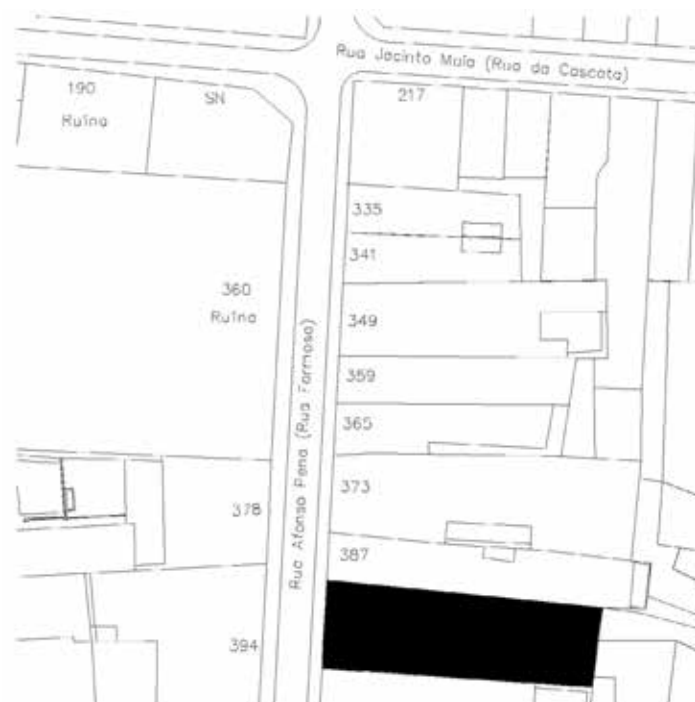 Rua Jacinto Maia (Rua da Cascata)
190
Ruína
SN
217
335
341
360
Ruína
349
359
365
Rua Afonso Pena (Rua Formosa)
373
378
387
394